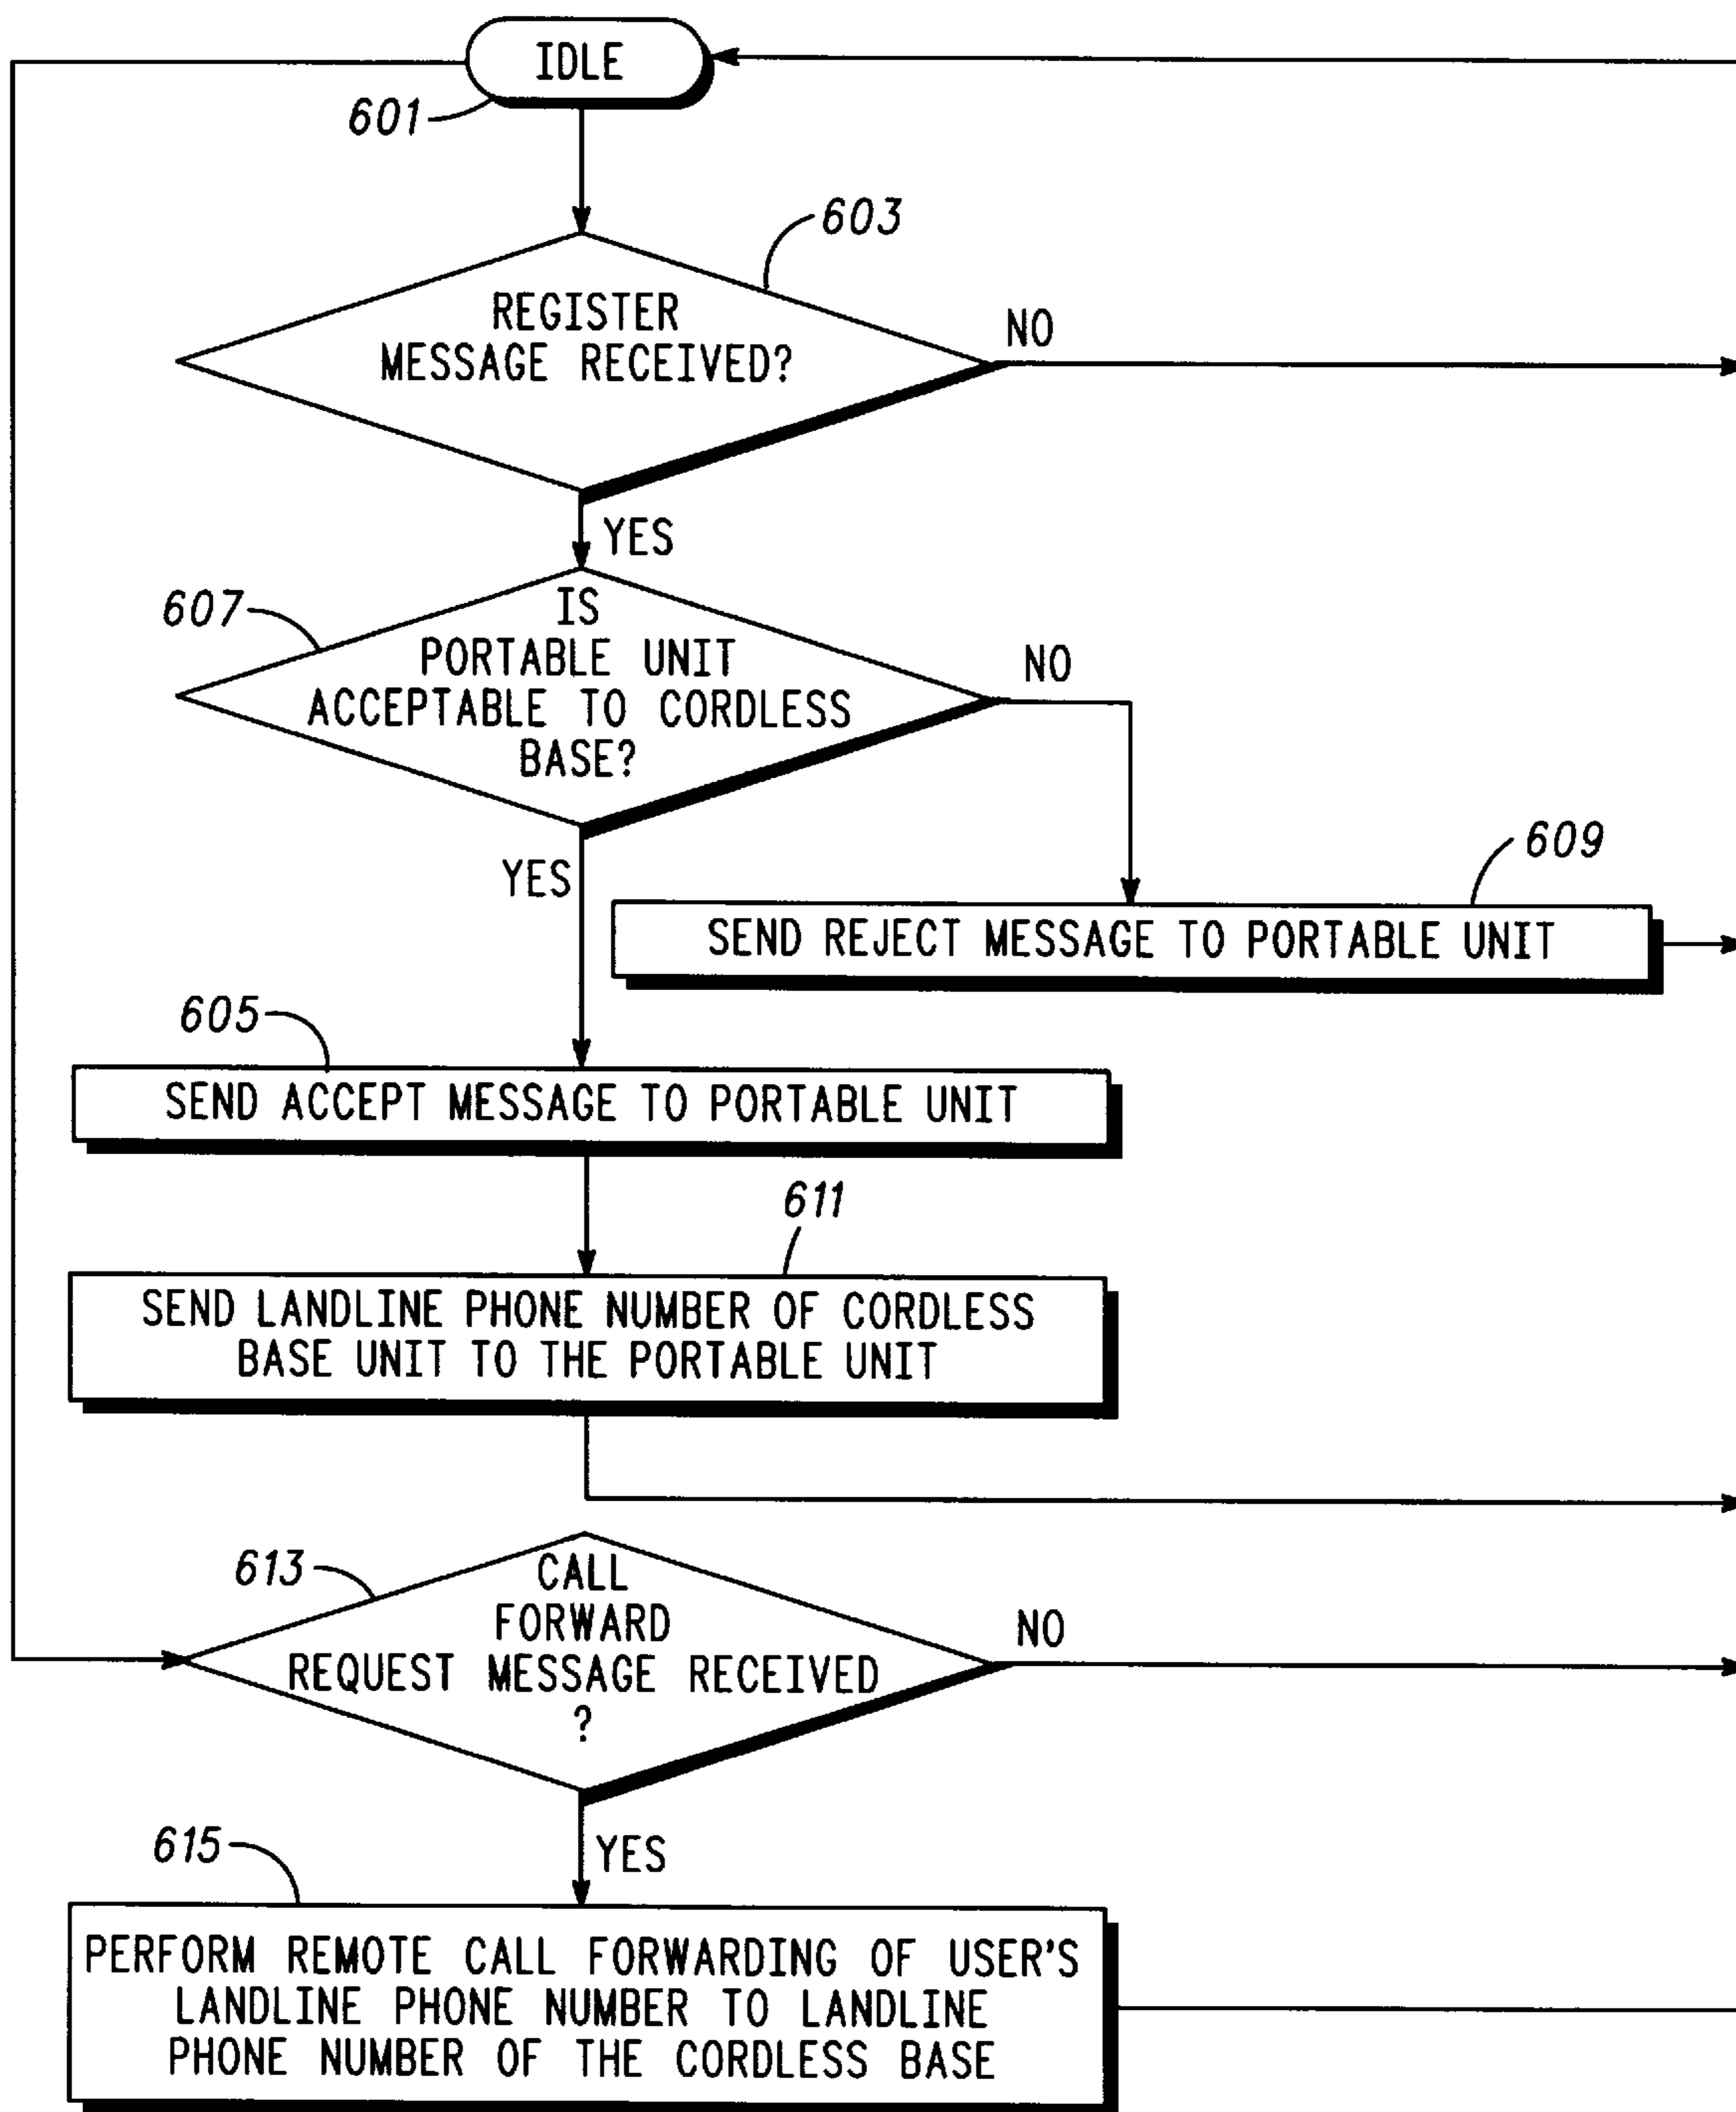 IDLE
601
603
REGISTER
MESSAGE RECEIVED?
NO
YES
607
IS
PORTABLE UNIT
ACCEPTABLE TO CORDLESS
BASE?
NO
YES
609
SEND REJECT MESSAGE TO PORTABLE UNIT
605
SEND ACCEPT MESSAGE TO PORTABLE UNIT
611
SEND LANDLINE PHONE NUMBER OF CORDLESS
BASE UNIT TO THE PORTABLE UNIT
613
CALL
FORWARD
REQUEST MESSAGE RECEIVED
?
NO
YES
615
PERFORM REMOTE CALL FORWARDING OF USER'S
LANDLINE PHONE NUMBER TO LANDLINE
PHONE NUMBER OF THE CORDLESS BASE